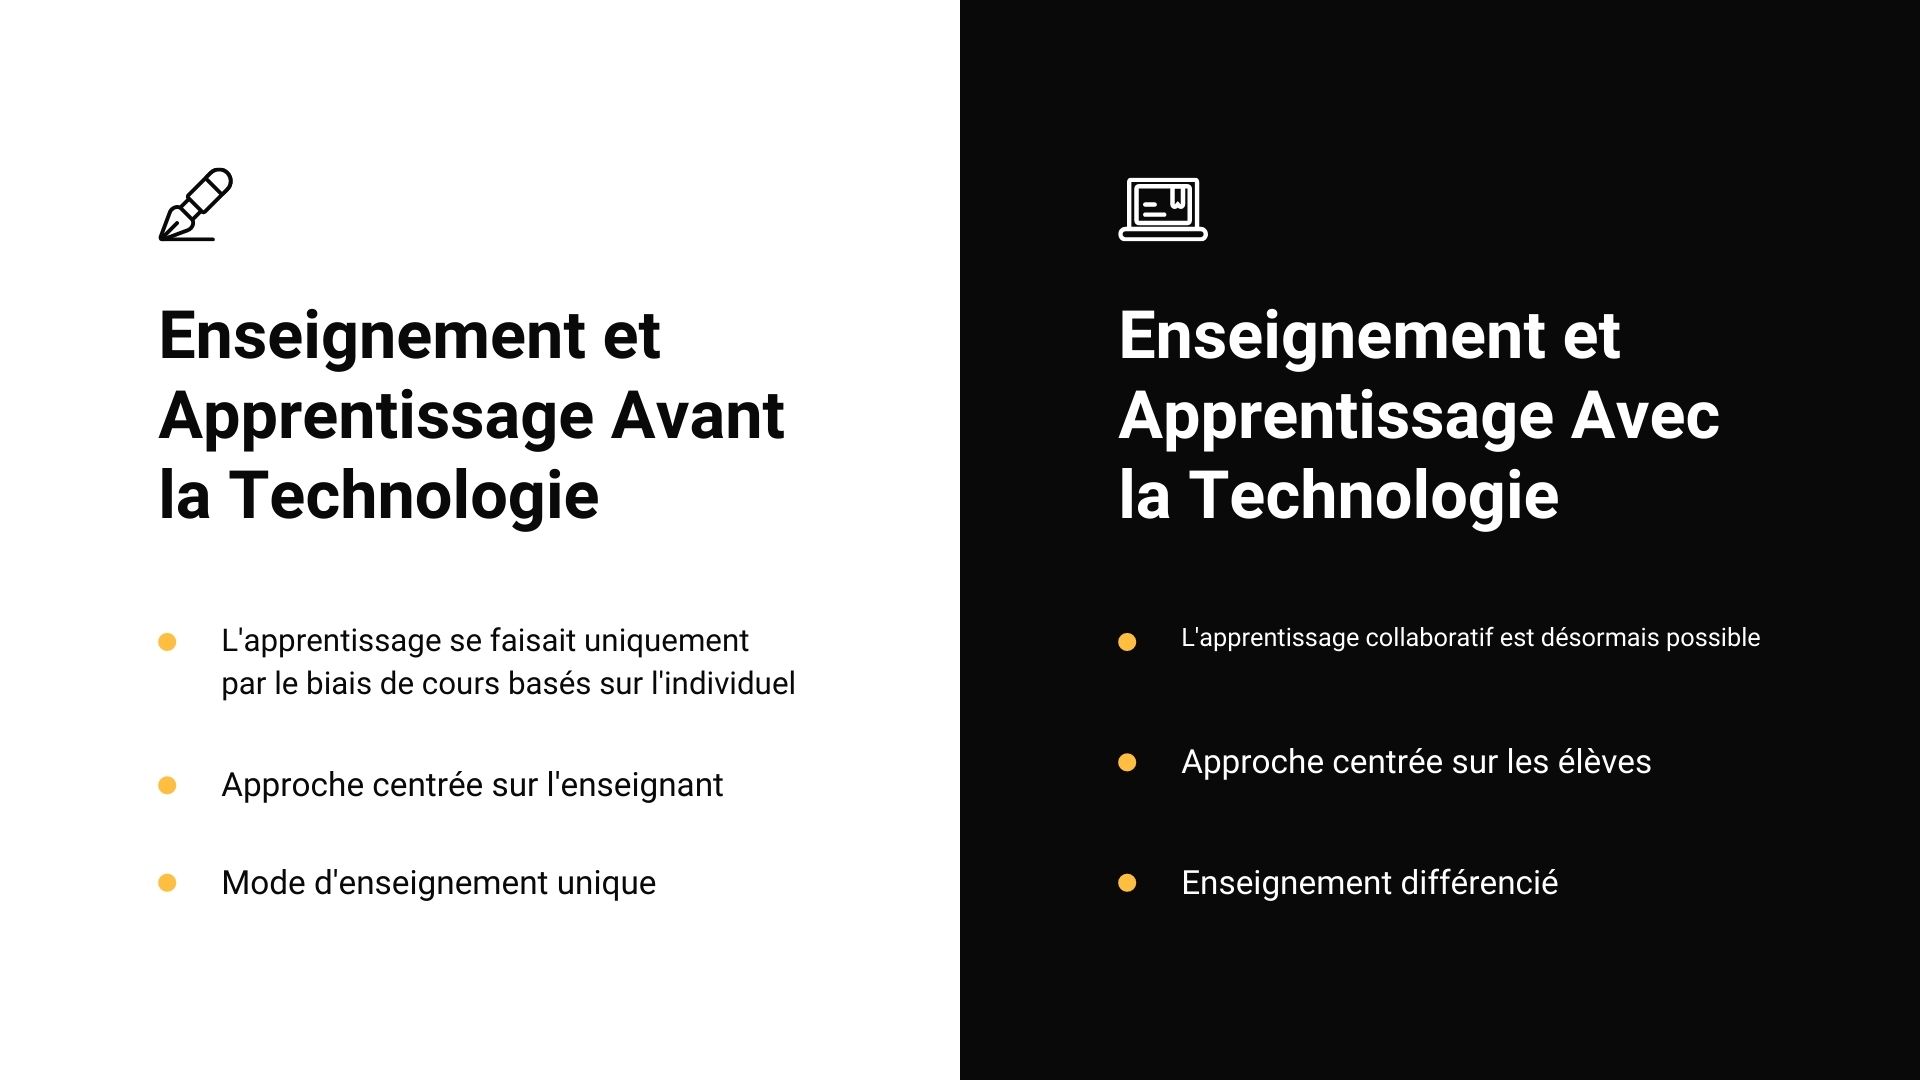 Enseignement et
Apprentissage Avant
la Technologie
L'apprentissage se faisait uniquement
par le biais de cours basés sur l'individuel
Approche centrée sur l'enseignant
Mode d'enseignement unique
Enseignement et
Apprentissage Avec
la Technologie
L'apprentissage collaboratif est désormais possible
Approche centrée sur les élèves
Enseignement différencié